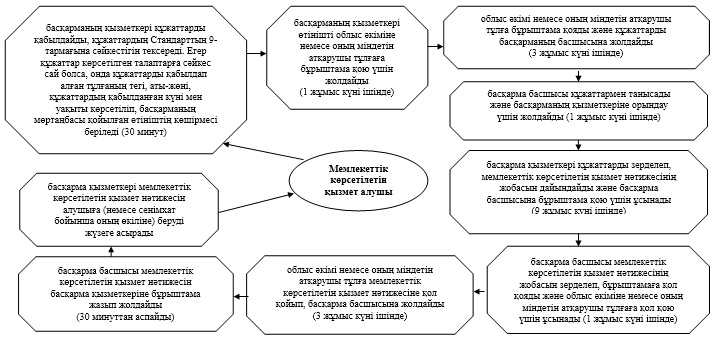 басқарманың қызметкері құжаттарды
қабылдайды, құжаттардың Стандарттың 9-
тармағына сәйкестігін тексереді. Егер
құжаттар көрсетілген талаптарға сәйкес
сай болса, онда құжаттарды қабылдап
алған тұлғаның тегі, аты-жөні,
құжаттардың қабылданған күні мен
уақыты көрсетіліп, басқарманың
мөртаңбасы қойылған өтініштің көшірмесі
беріледі (30 минут)
басқарманың қызметкері
өтінішті облыс әкіміне
немесе оның міндетін
атқарушы тұлғаға
бұрыштама қою үшін
жолдайды
(1 жұмыс күні ішінде)
облыс әкімі немесе оның міндетін атқарушы
тұлға бұрыштама қояды және құжаттарды
басқарманың басшысына жолдайды
(3 жұмыс күні ішінде)
басқарма басшысы құжаттармен танысады
және басқарманың қызметкеріне орындау
үшін жолдайды (1 жұмыс күні ішінде)
басқарма қызметкері құжаттарды зерделеп,
мемлекеттік көрсетілетін қызмет нәтижесінің
жобасын дайындайды және басқарма
басшысына бұрыштама қою үшін ұсынады
(9 жұмыс күні ішінде)
басқарма басшысы мемлекеттік
көрсетілетін қызмет нәтижесінің
жобасын зерделеп, бұрыштамаға қол
қояды және облыс әкіміне немесе оның
міндетін атқарушы тұлғаға қол қою
үшін ұсынады (1 жұмыс күні ішінде)
облыс әкімі немесе оның міндетін
атқарушы тұлға мемлекеттік
көрсетілетін қызмет нәтижесіне қол
қойып, басқарма басшысына жолдайды
(3 жұмыс күні ішінде)
басқарма басшысы мемлекеттік
көрсетілетін қызмет нәтижесін
басқарма қызметкеріне бұрыштама
жазып жолдайды
(30 минуттан аспайды)
басқарма қызметкері мемлекеттік
көрсетілетін қызмет нәтижесін
алушыға (немесе сенімхат
бойынша оның өкіліне) беруді
жүзеге асырады
Мемлекеттік
көрсетілетін
қызмет алушы